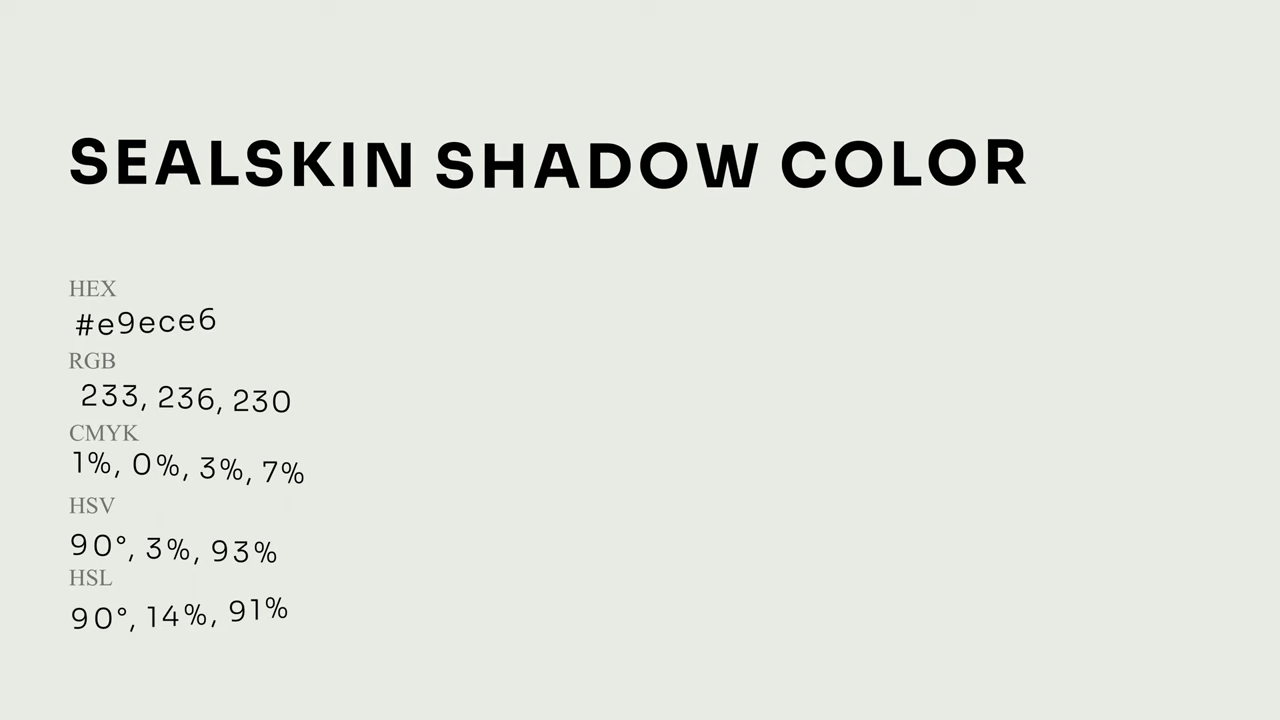 SEALSKIN SHADOW COLOR
HEX
#e9ece6
RGB
233, 236, 230
CMYK
1%, 0%, 3%, 7%
HSV
90°, 3%, 93%
HSL
90°, 14%, 91%